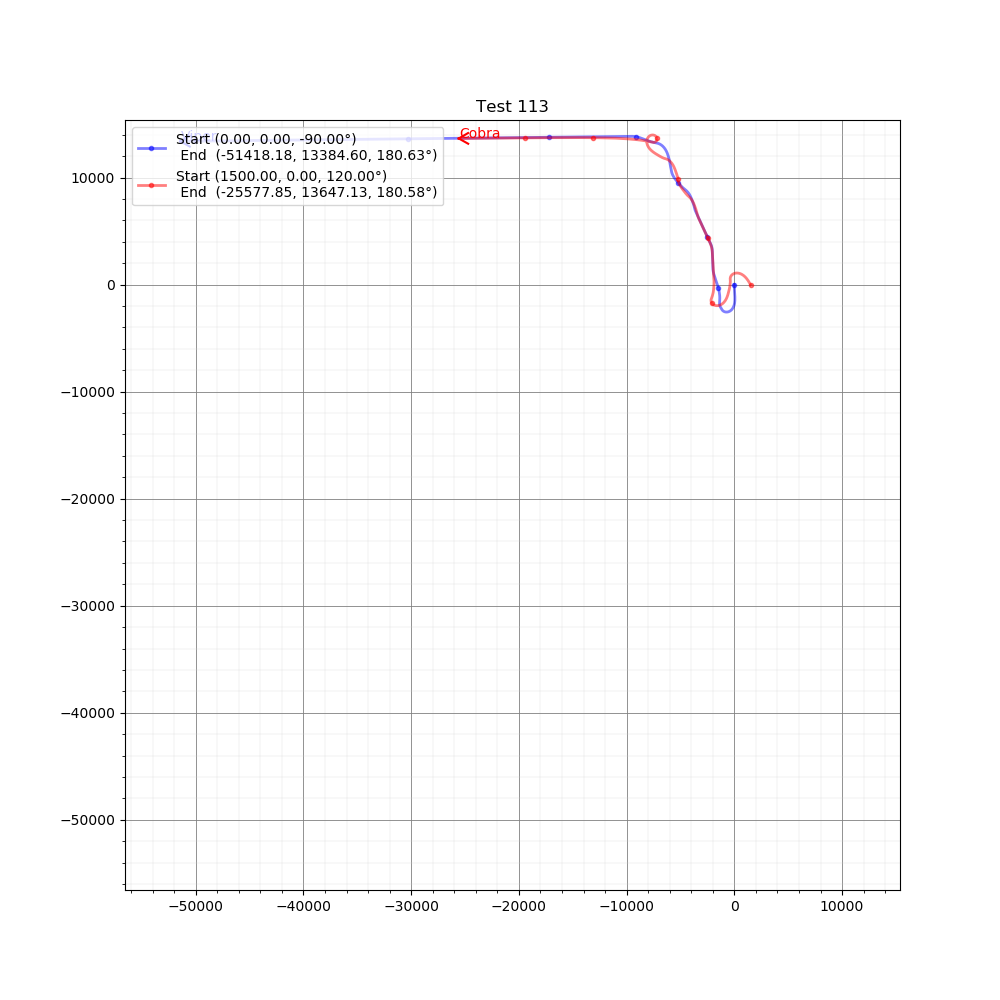 Test 113
Cobra
Start (0.00, 0.00, -90.00°)
End  (-51418.18, 13384.60, 180.63°)
Start (1500.00, 0.00, 120.00°)
End  (-25577.85, 13647.13, 180.58°)
10000
0
−10000
−20000
−30000
−40000
−50000
−50000
−40000
−30000
−20000
−10000
0
10000